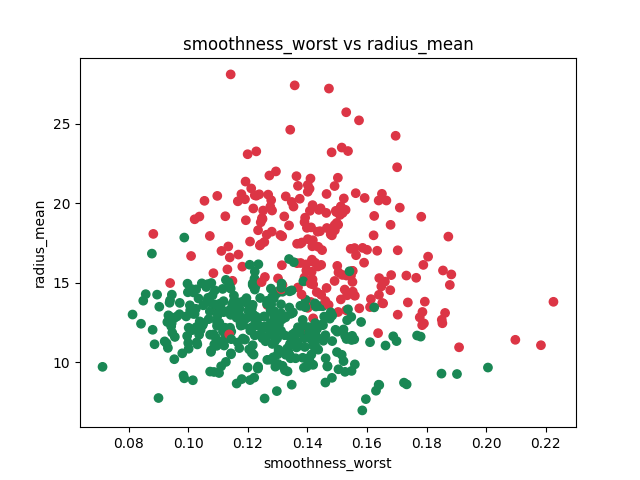 smoothness_worst vs radius_mean
25
20
15
10
radius_mean
0.08 0.10 0.12 0.14 0.16 0.18 0.20 0.22
smoothness_worst